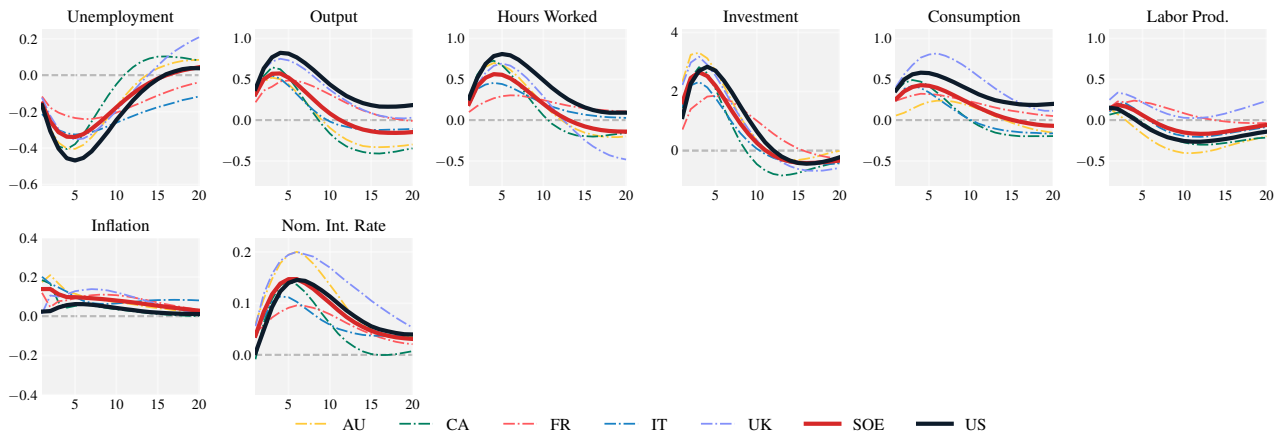 Unemployment Output Hours Worked Investment Consumption Labor Prod.
0.2 1.0 1.0 4 1.0 1.0
0.0 0.5 0.5 2 0.5 0.5
−0.2 0.0 0.0 0.0 0.0
−0.4 −0.5 −0.5 0 −0.5 −0.5
−0.6
5 10 15 20 5 10 15 20 5 10 15 20 5 10 15 20 5 10 15 20 5 10 15 20
Inflation Nom. Int. Rate
0.4 0.2
0.2 0.1
0.0 0.0
−0.2
−0.4
5 10 15 20 5 10 15 20
AU CA FR IT UK SOE US